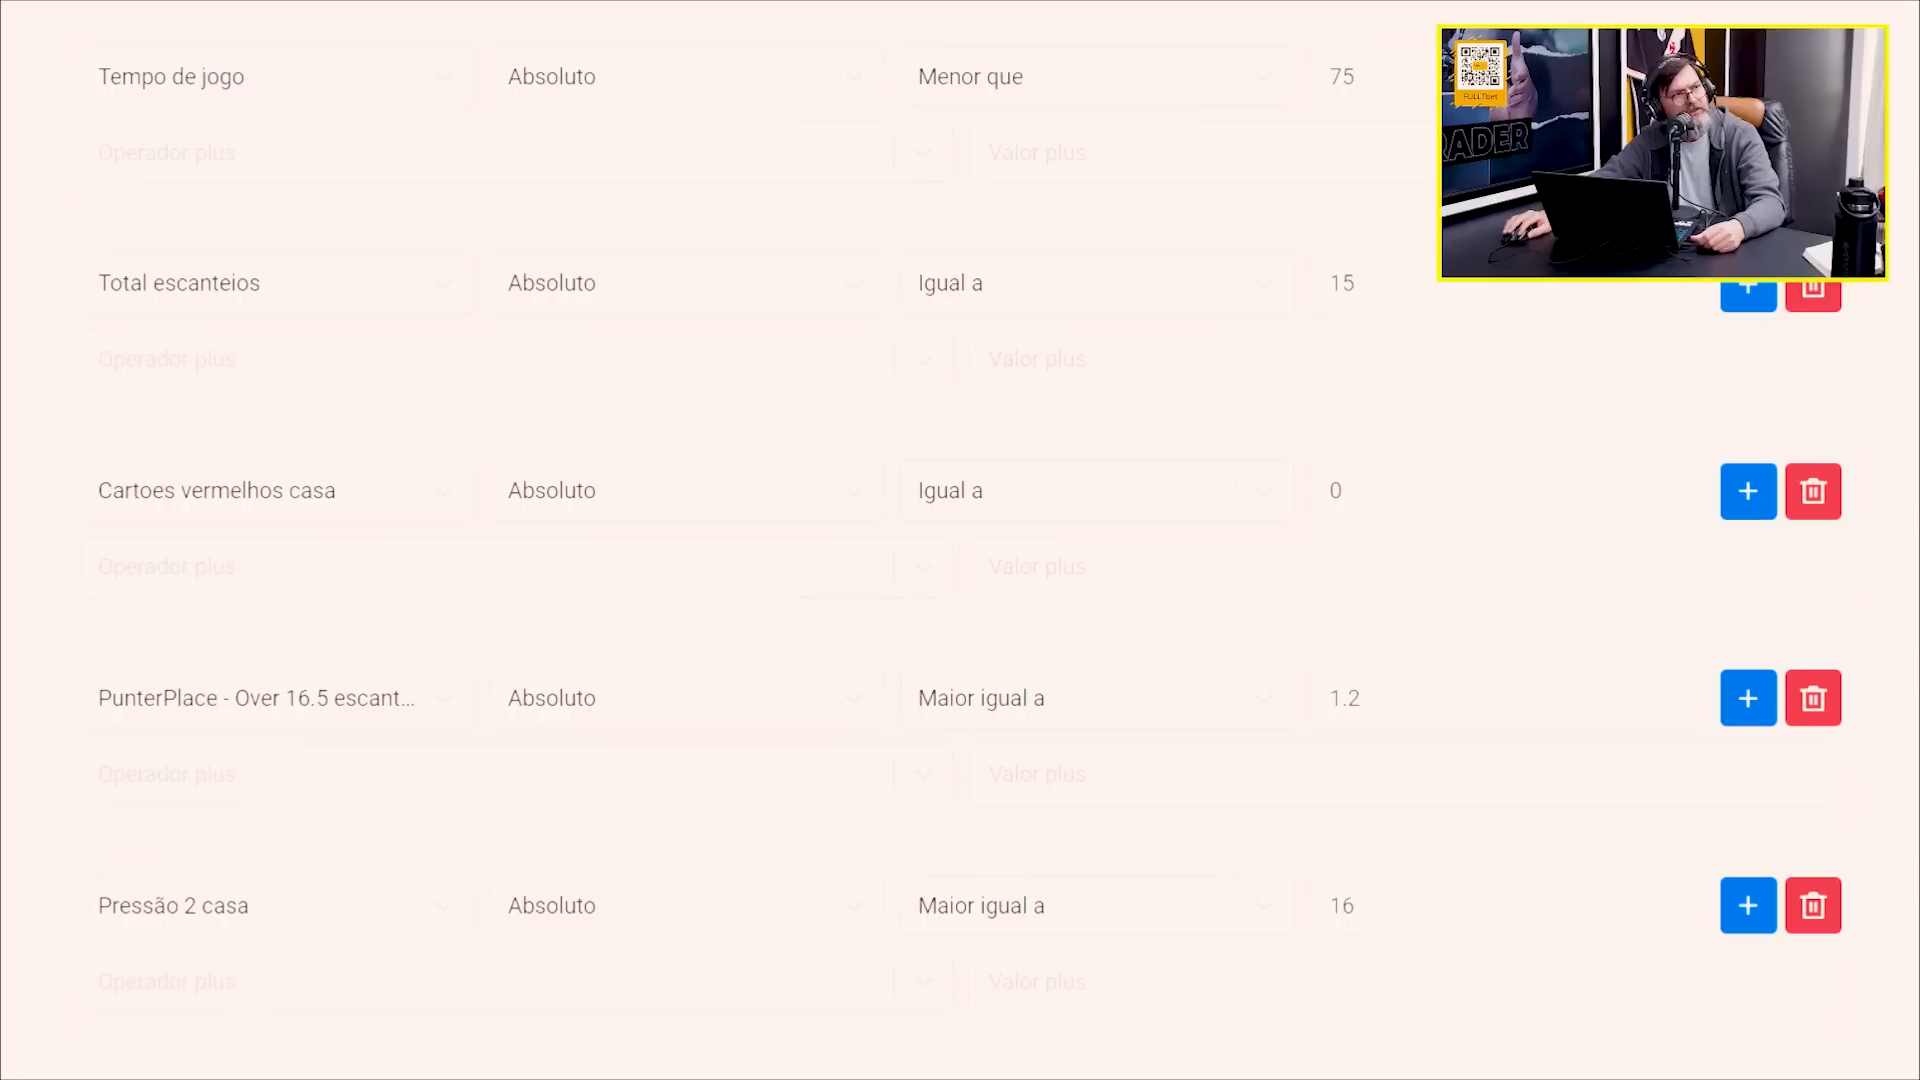 Tempo de jogo Absoluto Menor que 75
Operador plus Valor plus
FULLTbet
RADER
Total escanteios Absoluto Igual a 15
Operador plus Valor plus
Cartoes vermelhos casa Absoluto Igual a 0
Operador plus Valor plus
PunterPlace - Over 16.5 escant... Absoluto Maior igual a 1.2
Operador plus Valor plus
Pressão 2 casa Absoluto Maior igual a 16
Operador plus Valor plus